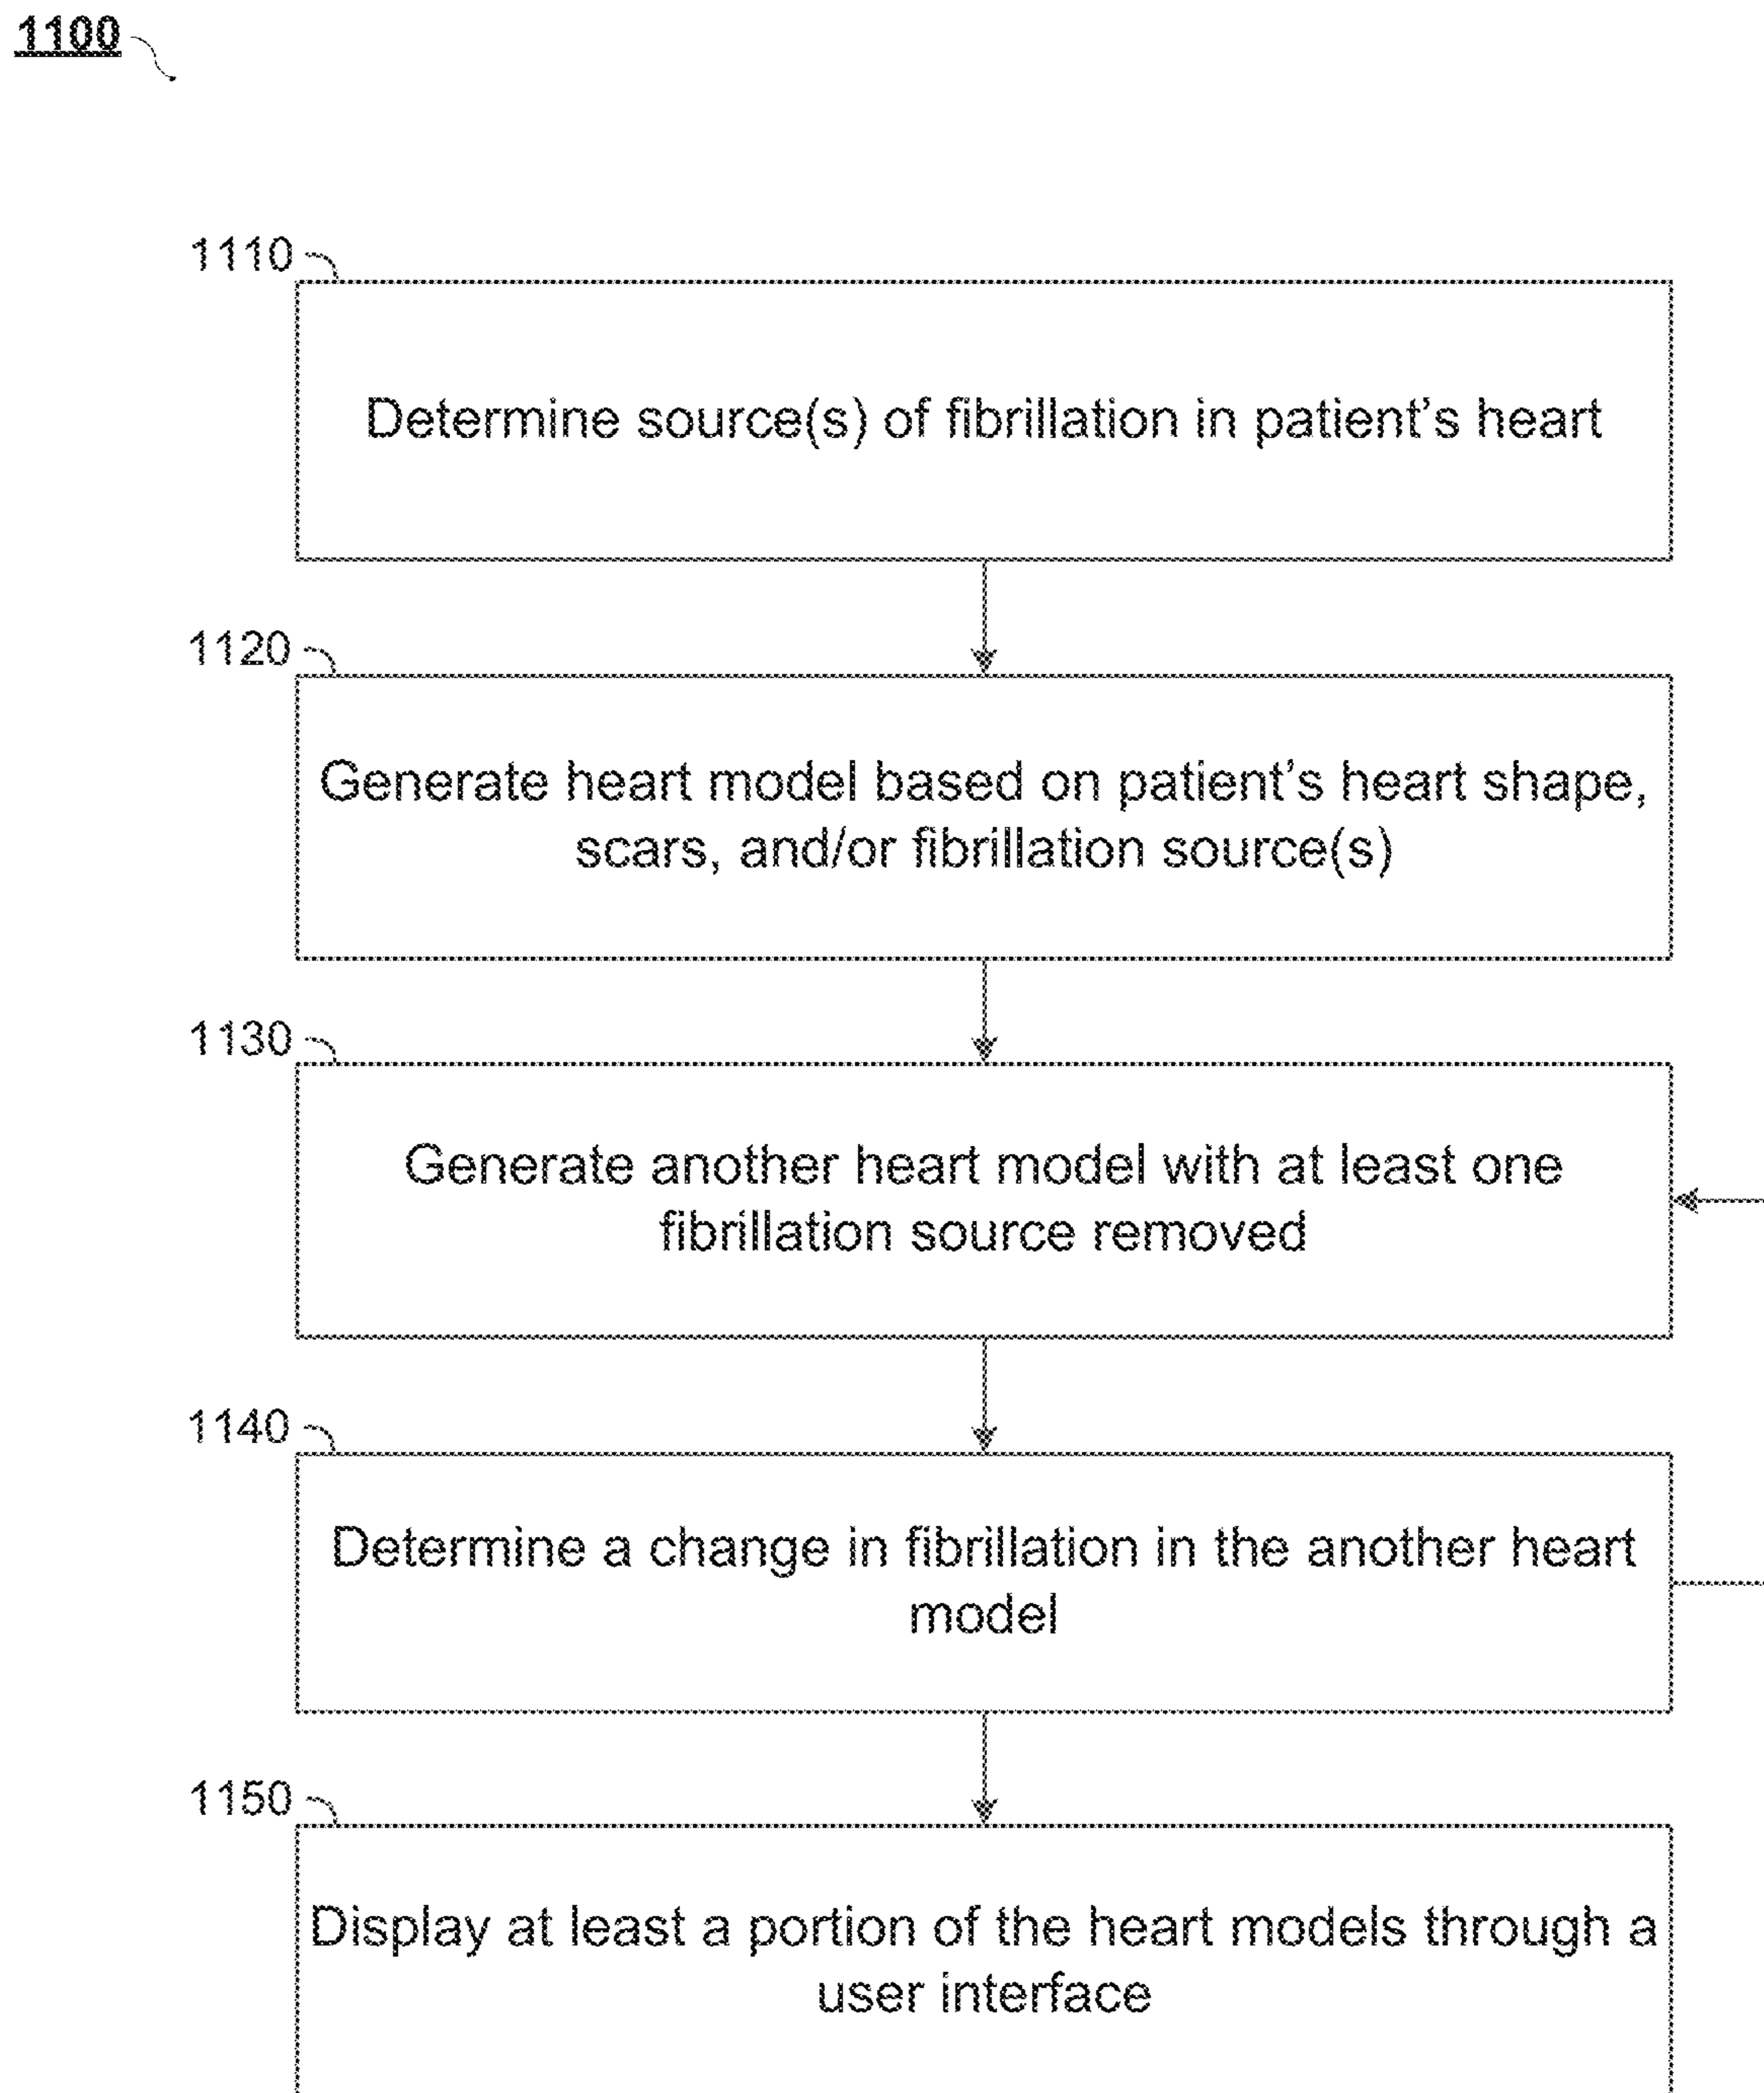 1100
1110
Determine source(s) of fibrillation in patient's heart
1120
Generate heart model based on patient's heart shape,
scars, and/or fibrillation source(s)
1130
Generate another heart model with at least one
fibrillation source removed
1140
Determine a change in fibrillation in the another heart
model
1150
Display at least a portion of the heart models through a
user interface